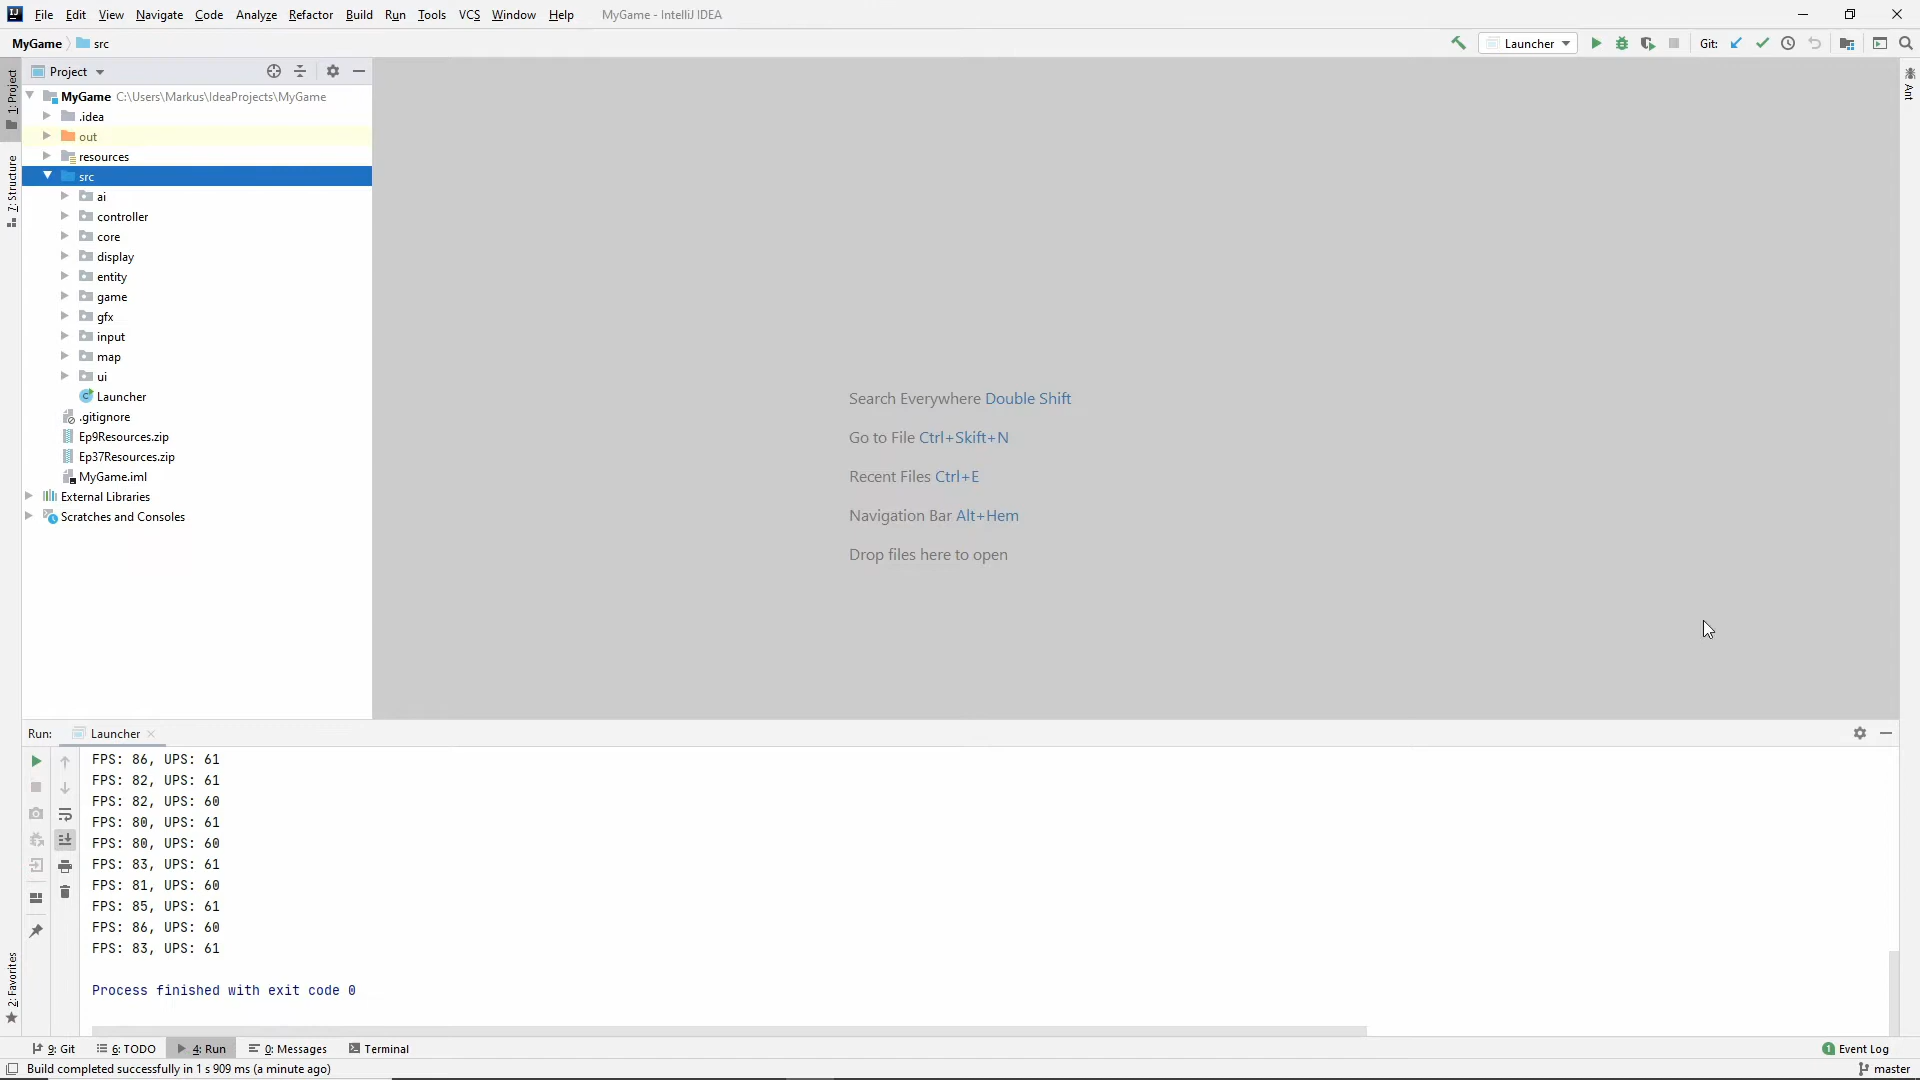 File Edit View Navigate Code Analyze Refactor Build Run Tools VCS Window Help MyGame - IntelliJ IDEA
MyGame src
Launcher Git:
1: Project
7: Structure
2: Favorites
Ant
Project
MyGame C:\Users\Markus\IdeaProjects\MyGame
.idea
out
resources
src
ai
controller
core
display
entity
game
gfx
input
map
ui
Launcher
.gitignore
Ep9Resources.zip
Ep37Resources.zip
MyGame.iml
External Libraries
Scratches and Consoles
Search Everywhere Double Shift
Go to File Ctrl+Skift+N
Recent Files Ctrl+E
Navigation Bar Alt+Hem
Drop files here to open
Run: Launcher
FPS: 86, UPS: 61
FPS: 82, UPS: 61
FPS: 82, UPS: 60
FPS: 80, UPS: 61
FPS: 80, UPS: 60
FPS: 83, UPS: 61
FPS: 81, UPS: 60
FPS: 85, UPS: 61
FPS: 86, UPS: 60
FPS: 83, UPS: 61
Process finished with exit code 0
9: Git 6: TODO 4: Run 0: Messages Terminal 1 Event Log
Build completed successfully in 1 s 909 ms (a minute ago) master